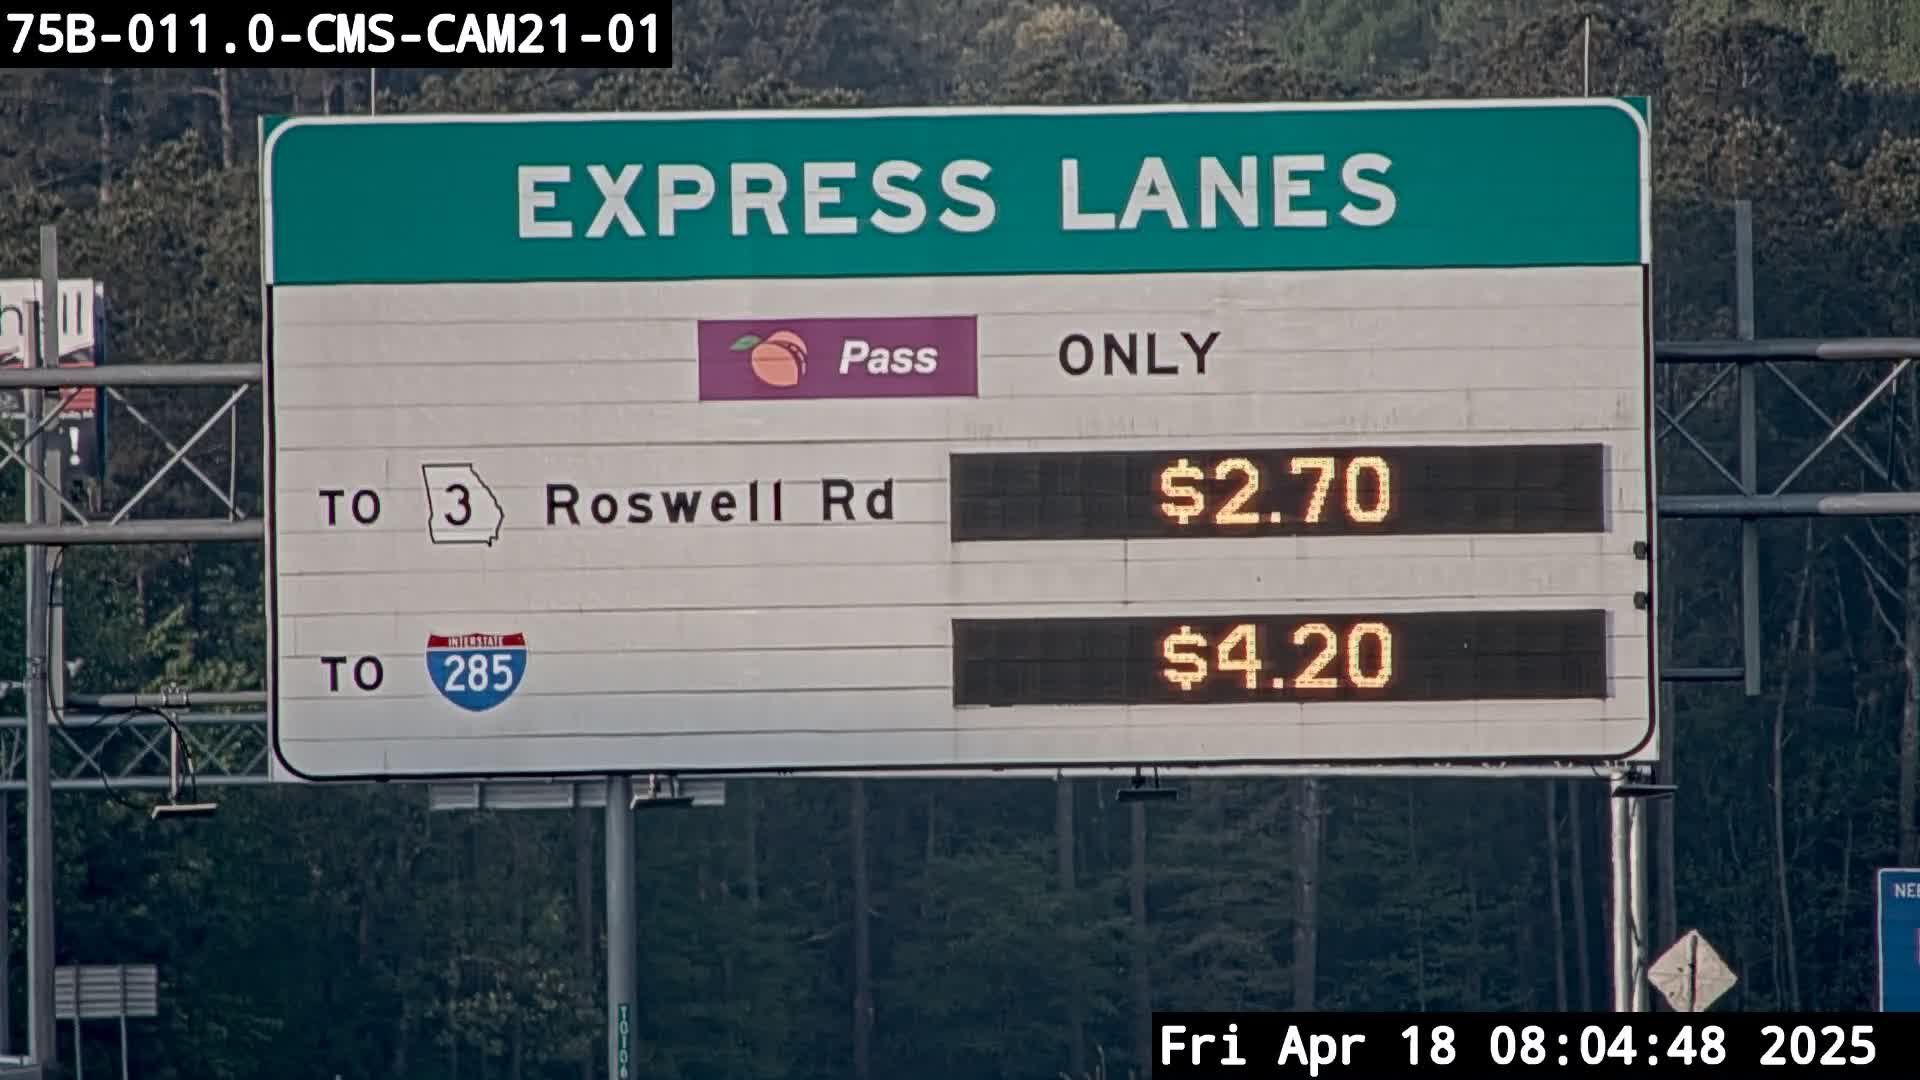 75B-011.0-CMS-CAM21-01
EXPRESS LANES
Pass ONLY
TO 3 Roswell Rd $2.70
TO INTERSTATE 285 $4.20
!
NEE
Fri Apr 18 08:04:48 2025